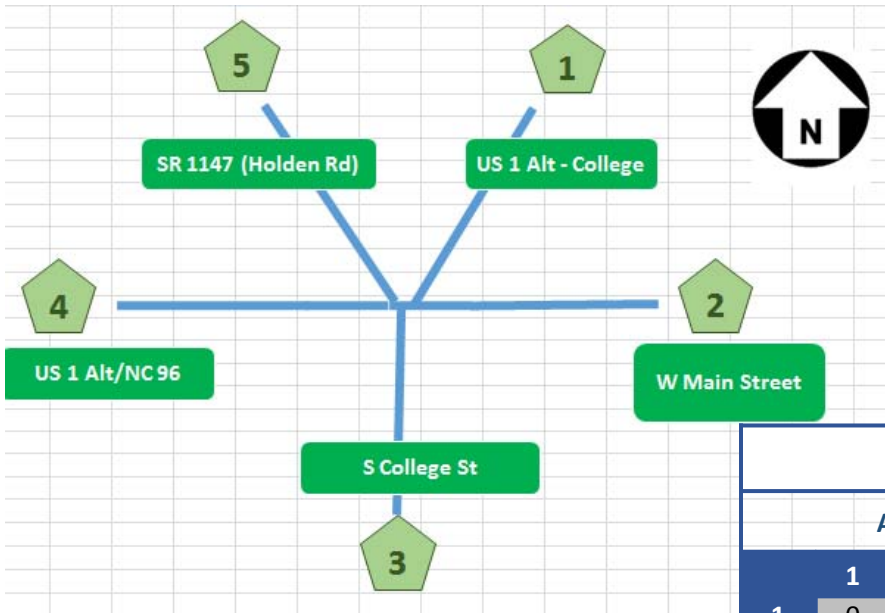 5
1
N
SR 1147 (Holden Rd)
US 1 Alt - College
4
2
US 1 Alt/NC 96
W Main Street
S College St
3
A
1
1 0